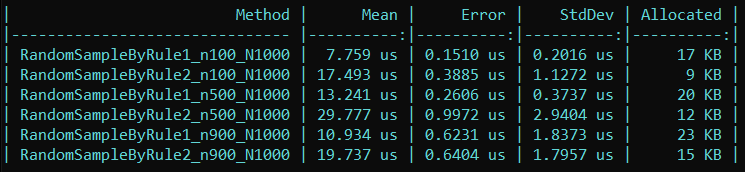 | Method | Mean | Error | StdDev | Allocated |
|------------------------------ |----------:|----------:|----------:|----------:|
| RandomSampleByRule1_n100_N1000 | 7.759 us | 0.1510 us | 0.2016 us | 17 KB |
| RandomSampleByRule2_n100_N1000 | 17.493 us | 0.3885 us | 1.1272 us | 9 KB |
| RandomSampleByRule1_n500_N1000 | 13.241 us | 0.2606 us | 0.3737 us | 20 KB |
| RandomSampleByRule2_n500_N1000 | 29.777 us | 0.9972 us | 2.9404 us | 12 KB |
| RandomSampleByRule1_n900_N1000 | 10.934 us | 0.6231 us | 1.8373 us | 23 KB |
| RandomSampleByRule2_n900_N1000 | 19.737 us | 0.6404 us | 1.7957 us | 15 KB |